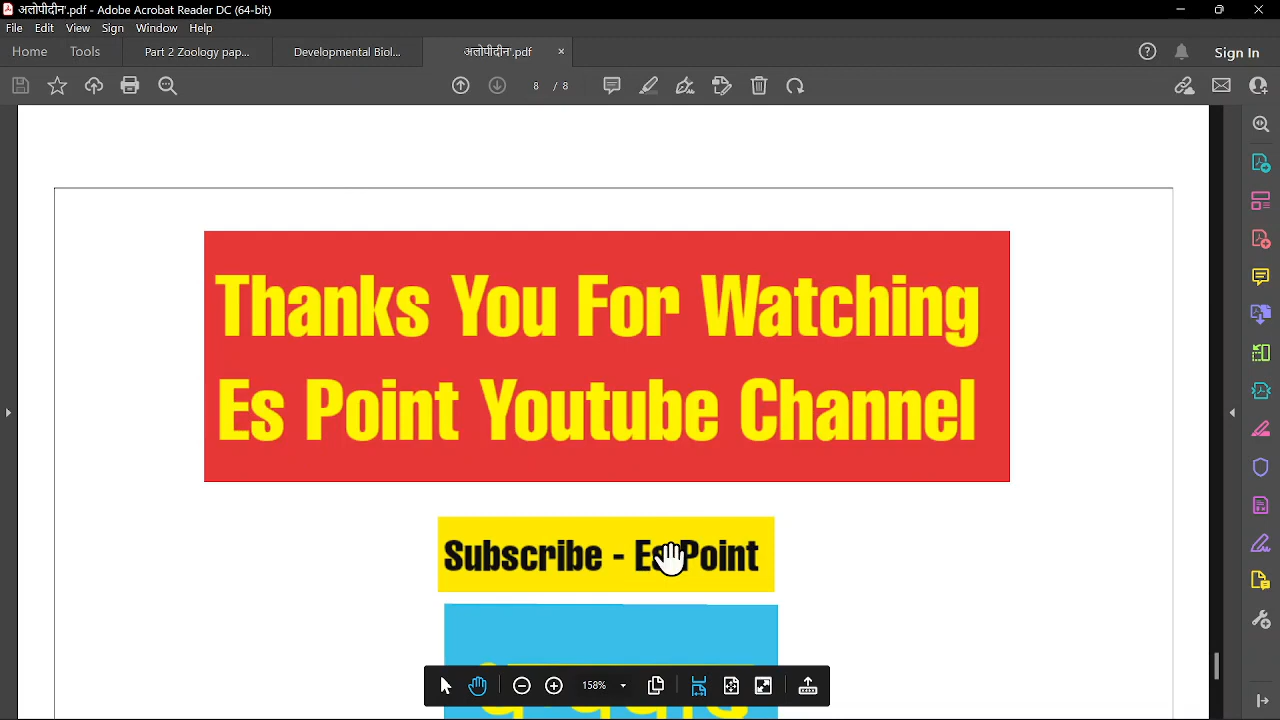 अत्तोपीदीन.pdf - Adobe Acrobat Reader DC (64-bit)
File Edit View Sign Window Help
Home Tools Part 2 Zoology pap... Developmental Biol... अत्तोपीदीन.pdf × Sign In
8 / 8
Thanks You For Watching
Es Point Youtube Channel
Subscribe - Es Point
158%